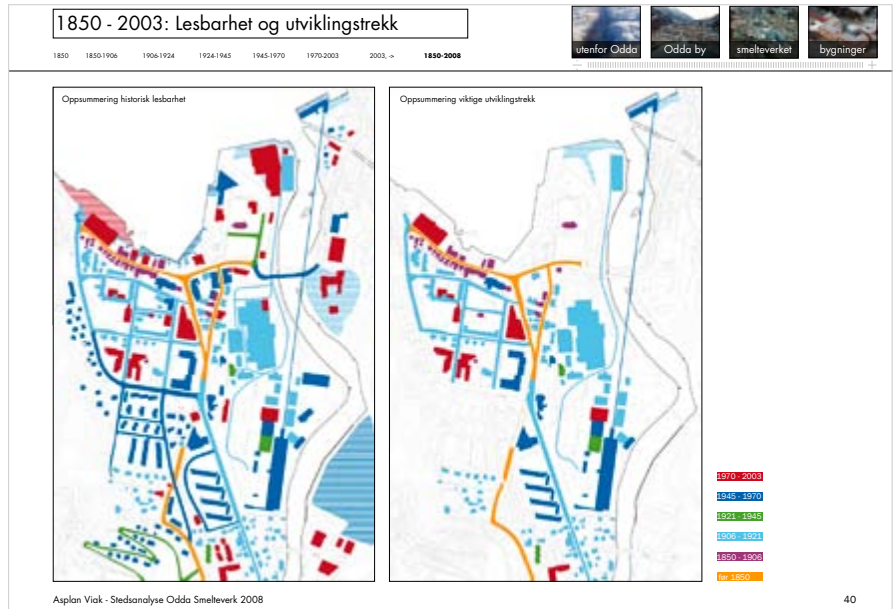 1850 - 2003: Lesbarhet og utviklingstrekk
1850 1850-1906 1906-1924 1924-1945 1945-1970 1970-2003 2003, -> 1850-2008
utenfor Odda Odda by smelteverket bygninger
Oppsummering historisk lesbarhet
Oppsummering viktige utviklingstrekk
1970 - 2003
1945 - 1970
1921 - 1945
1906 - 1921
1850 - 1906
før 1850
Asplan Viak - Stedsanalyse Odda Smelteverk 2008
40